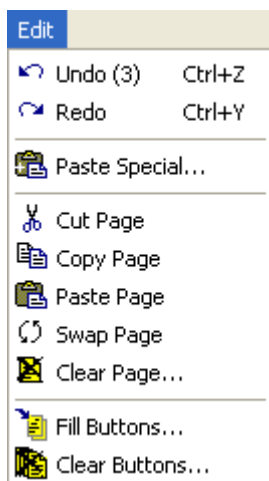 Edit
Undo (3) Ctrl+Z
Redo Ctrl+Y
Paste Special...
Cut Page
Copy Page
Paste Page
Swap Page
Clear Page...
Fill Buttons...
Clear Buttons...